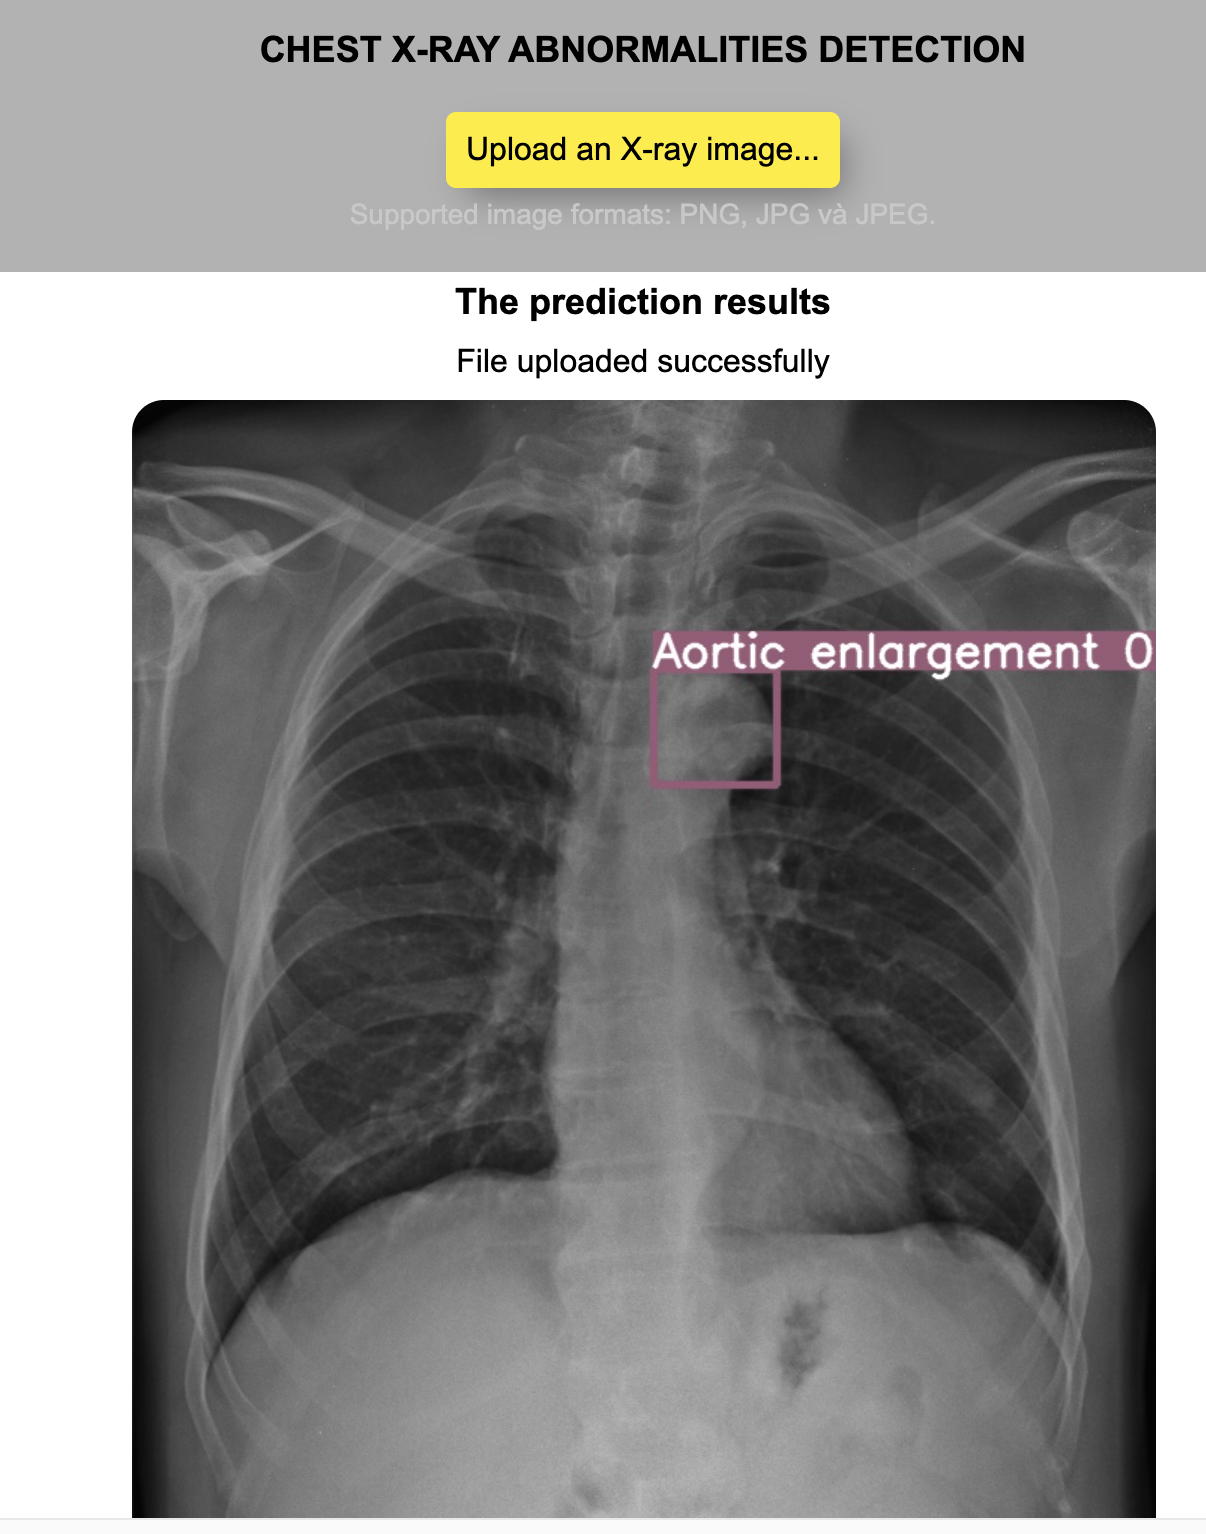 CHEST X-RAY ABNORMALITIES DETECTION
Upload an X-ray image...
Supported image formats: PNG, JPG và JPEG.
The prediction results
File uploaded successfully
Aortic enlargement 0